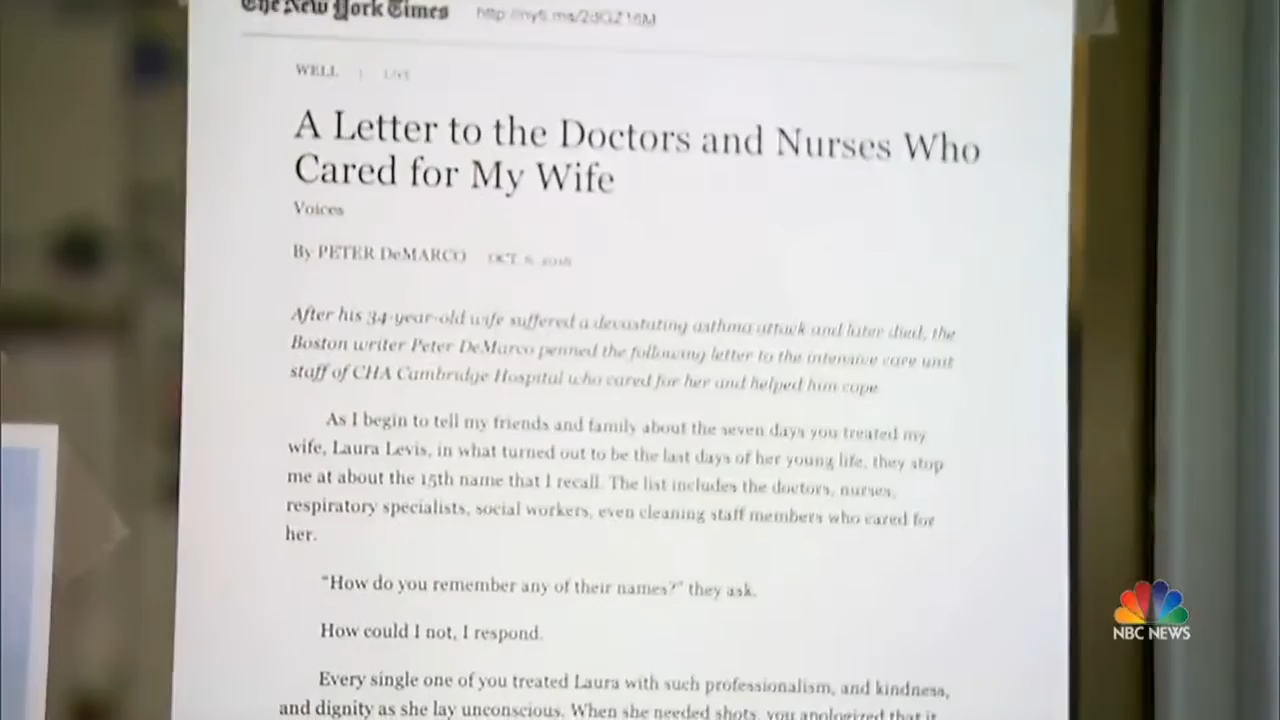 The New York Times
WELL | LIVE
A Letter to the Doctors and Nurses Who
Cared for My Wife
Voices
By PETER DeMARCO OCT.
After his 34-year-old wife suffered a devastating asthma attack and later died, the
Boston writer Peter DeMarco penned the following letter to the intensive care unit
staff of CHA Cambridge Hospital who cared for her and helped him cope.
As I begin to tell my friends and family about the seven days you treated my
wife, Laura Levis, in what turned out to be the last days of her young life, they stop
me at about the 15th name that I recall. The list includes the doctors, nurses,
respiratory specialists, social workers, even cleaning staff members who cared for
her.
"How do you remember any of their names?" they ask.
How could I not, I respond.
Every single one of you treated Laura with such professionalism, and kindness,
and dignity as she lay unconscious. When she needed shots, you apologized that it
NBC NEWS